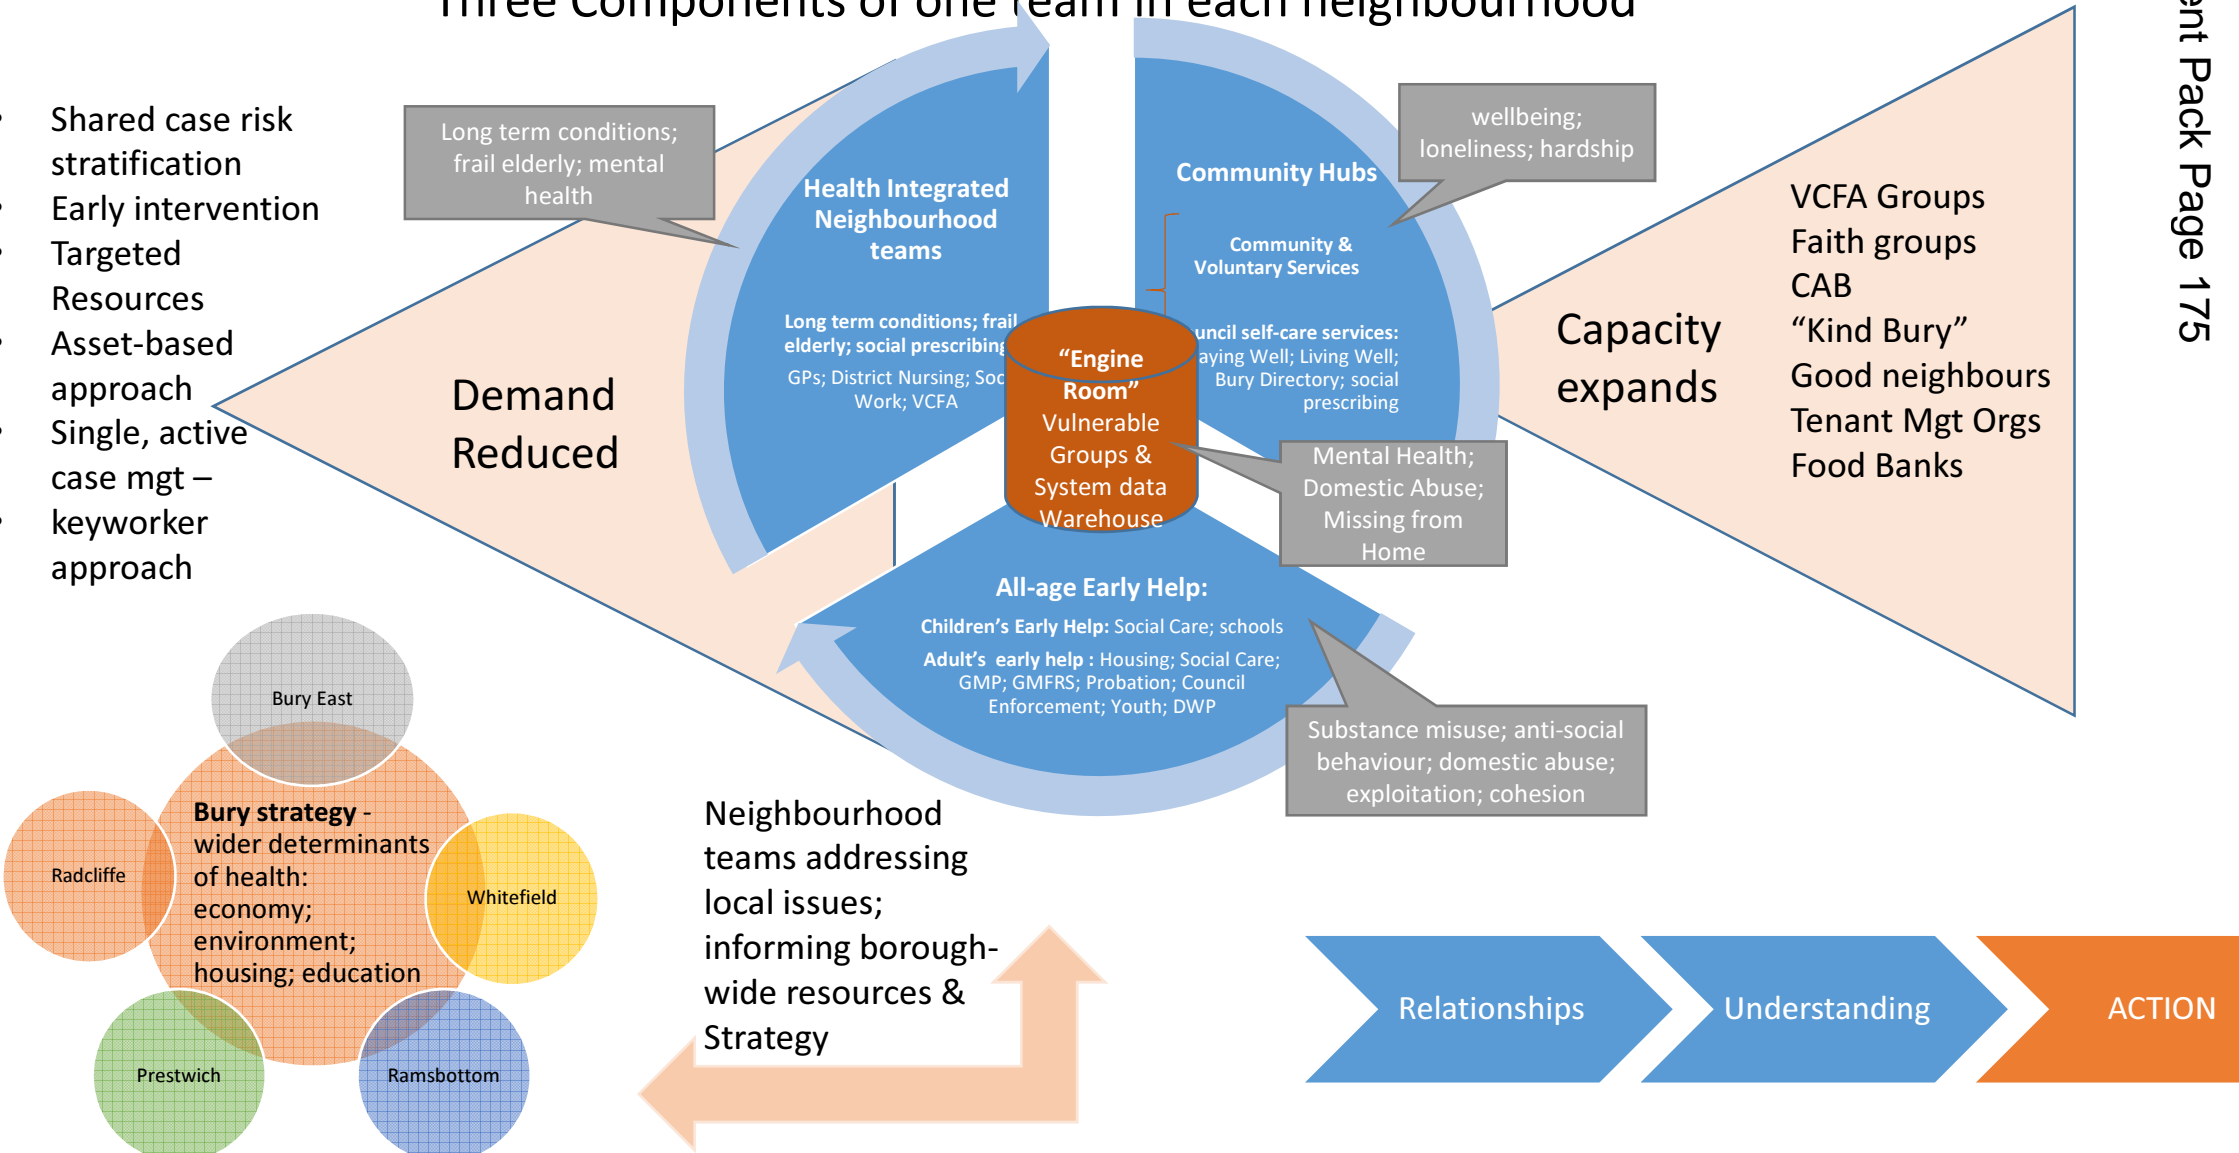 Three Components of one team in each neighbourhood
ent Pack Page 175
• Shared case risk
stratification
• Early intervention
• Targeted
Resources
• Asset-based
approach
• Single, active
case mgt –
• keyworker
approach
Long term conditions;
frail elderly; mental
health
Demand
Reduced
Health Integrated
Neighbourhood
teams
Long term conditions; frail
elderly; social prescribing
GPs; District Nursing; Soc
Work; VCFA
Community Hubs
Community &
Voluntary Services
uncil self-care services:
aying Well; Living Well;
Bury Directory; social
prescribing
wellbeing;
loneliness; hardship
“Engine
Room”
Vulnerable
Groups &
System data
Warehouse
Mental Health;
Domestic Abuse;
Missing from
Home
All-age Early Help:
Children’s Early Help: Social Care; schools
Adult’s early help : Housing; Social Care;
GMP; GMFRS; Probation; Council
Enforcement; Youth; DWP
Substance misuse; anti-social
behaviour; domestic abuse;
exploitation; cohesion
Capacity
expands
VCFA Groups
Faith groups
CAB
“Kind Bury”
Good neighbours
Tenant Mgt Orgs
Food Banks
Bury East
Radcliffe
Bury strategy -
wider determinants
of health:
economy;
environment;
housing; education
Whitefield
Prestwich
Ramsbottom
Neighbourhood
teams addressing
local issues;
informing borough-
wide resources &
Strategy
Relationships
Understanding
ACTION